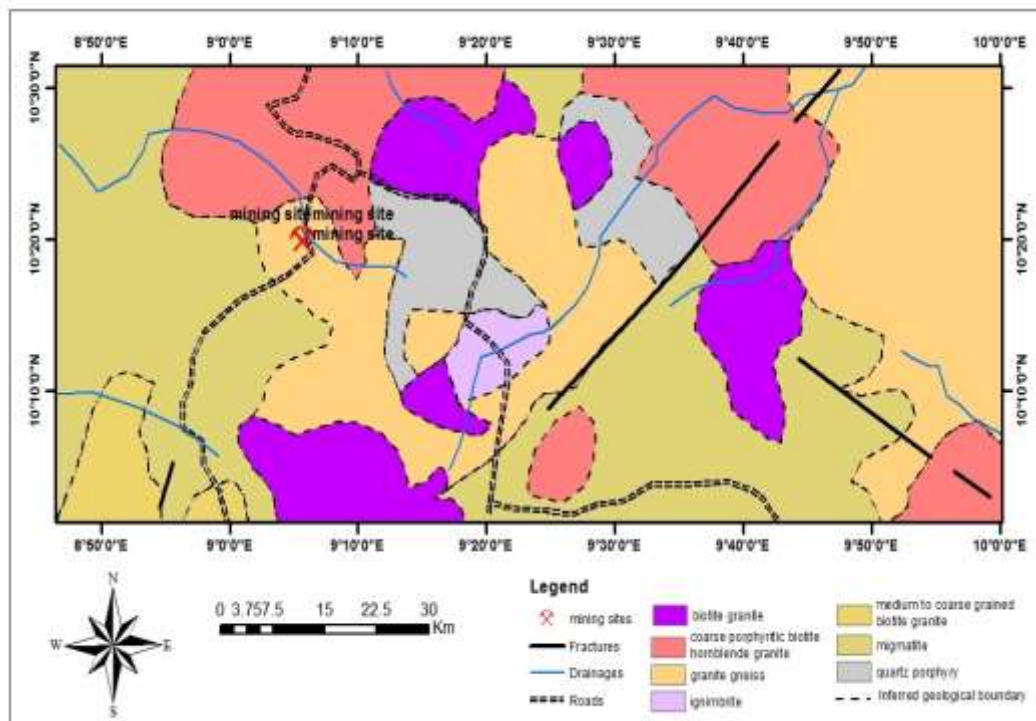 8°50'0"E 9°0'0"E 9°10'0"E 9°20'0"E 9°30'0"E 9°40'0"E 9°50'0"E 10°0'0"E
10°30'0"N
10°20'0"N
10°10'0"N
mining site mining site
mining site
10°20'0"N
10°10'0"N
8°50'0"E 9°0'0"E 9°10'0"E 9°20'0"E 9°30'0"E 9°40'0"E 9°50'0"E 10°0'0"E
N
W E
S
0 3.757.5 15 22.5 30
Km
Legend
mining sites
Fractures
Drainages
Roads
biotite granite
coarse porphyritic biotite
hornblende granite
granite gneiss
ignimbrite
medium to coarse grained
biotite granite
migmatite
quartz porphyry
Inferred geological boundary